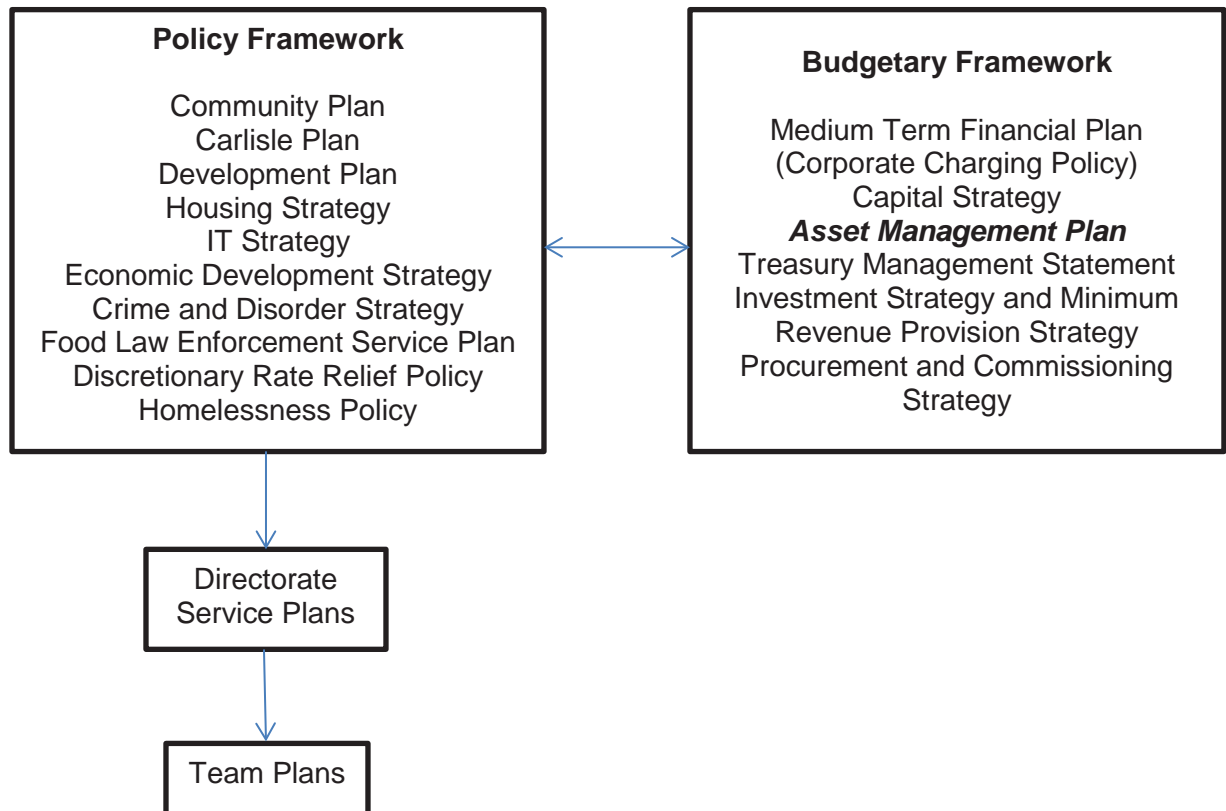 Policy Framework
Community Plan
Carlisle Plan
Development Plan
Housing Strategy
IT Strategy
Economic Development Strategy
Crime and Disorder Strategy
Food Law Enforcement Service Plan
Discretionary Rate Relief Policy
Homelessness Policy
Budgetary Framework
Medium Term Financial Plan
(Corporate Charging Policy)
Capital Strategy
Asset Management Plan
Treasury Management Statement
Investment Strategy and Minimum
Revenue Provision Strategy
Procurement and Commissioning
Strategy
Directorate
Service Plans
Team Plans